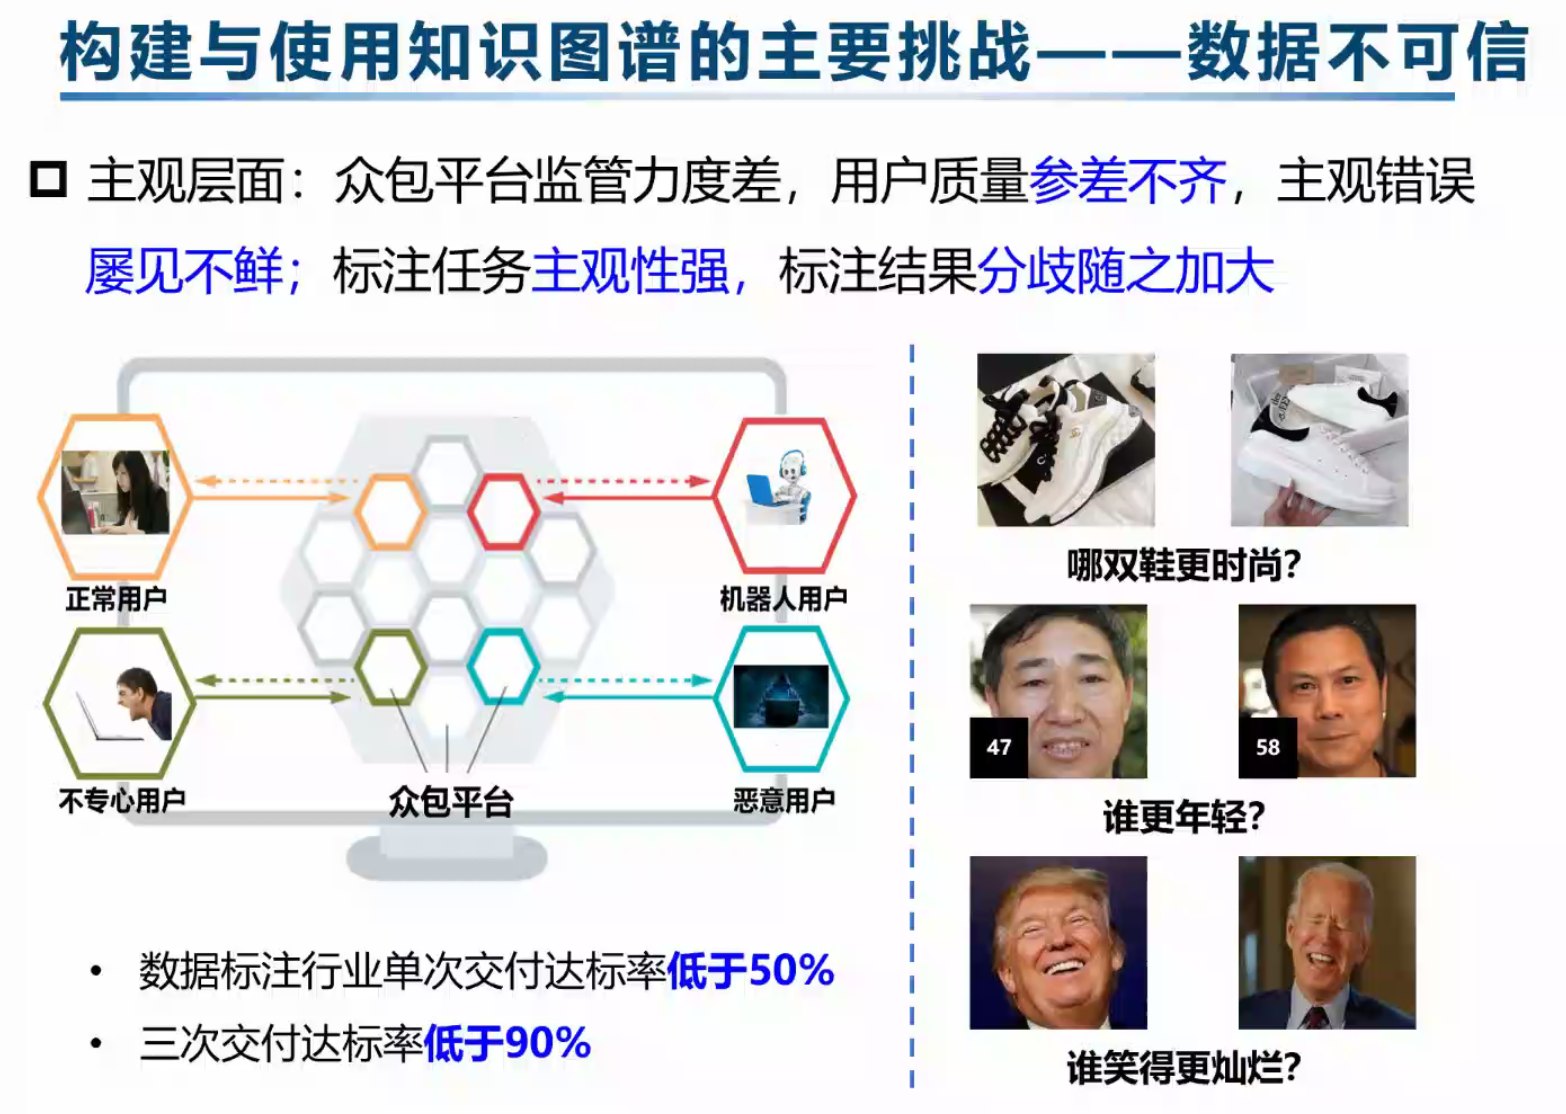 构建与使用知识图谱的主要挑战——数据不可信
主观层面：众包平台监管力度差，用户质量参差不齐，主观错误
屡见不鲜；标注任务主观性强，标注结果分歧随之加大
正常用户
机器人用户
不专心用户
众包平台
恶意用户
数据标注行业单次交付达标率低于50%
三次交付达标率低于90%
哪双鞋更时尚？
47
58
谁更年轻？
谁笑得更灿烂？